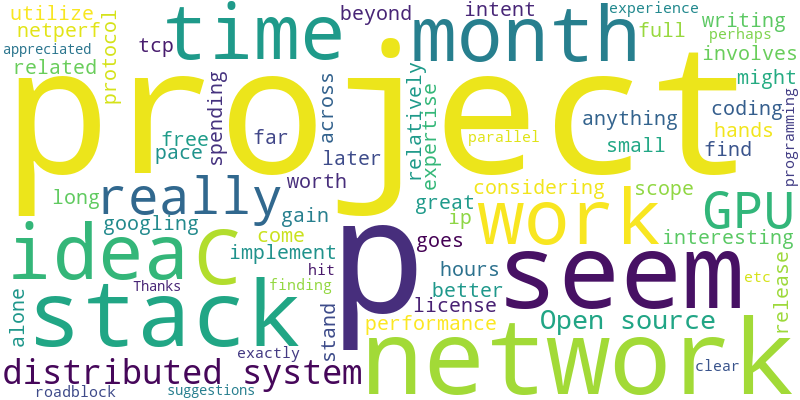 utilize
netperf
appreciated
related
tcp
protocol
time
beyond
month
intent
experience
full
writing
perhaps
involves
might
project
spending
across
relatively
expertise
anything
coding
hands
programming
free
pace
far
later
parallel
small
find
long
really
worth
considering
scope
googling
gain
great
work
GPU
idea
C
come
implement
p
ip
goes
seem
interesting
stack
Thanks
hit
finding
hours
better
license
etc
release
alone
stand
performance
Open source
network
distributed system
exactly
clear
roadblock
suggestions